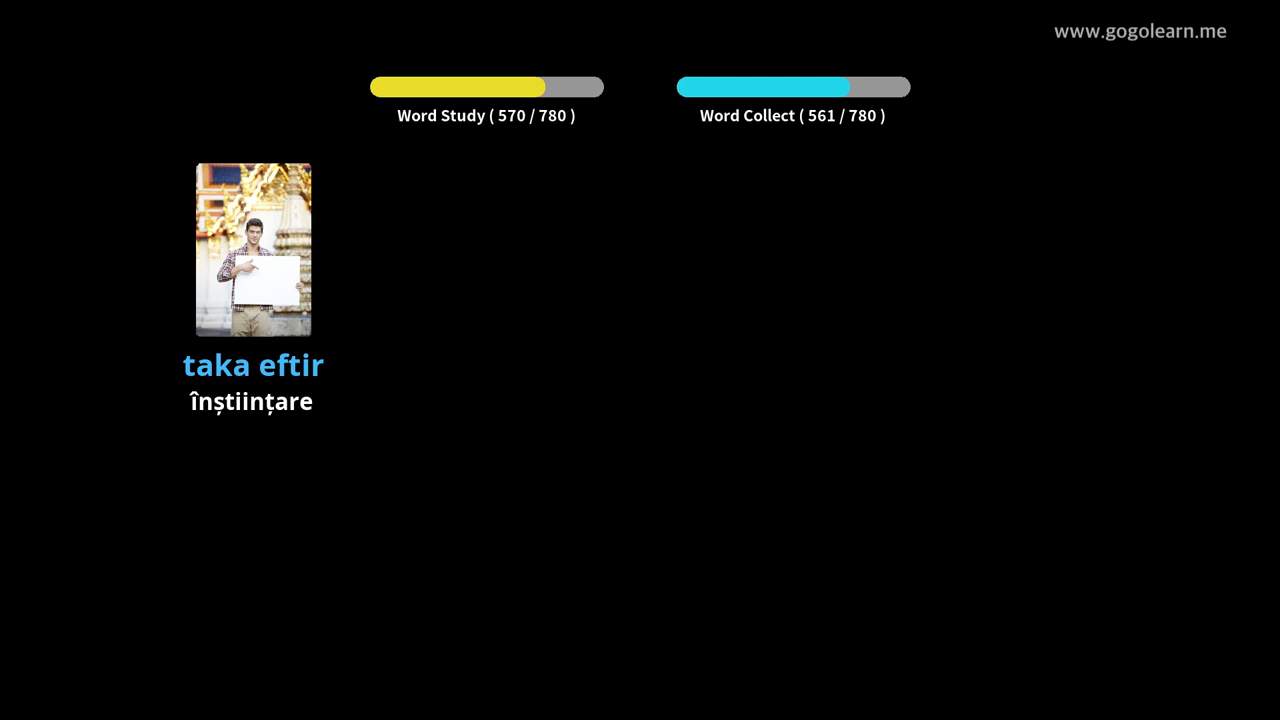 www.gogolearn.me
Word Study ( 570 / 780 )
Word Collect ( 561 / 780 )
taka eftir
înștiințare